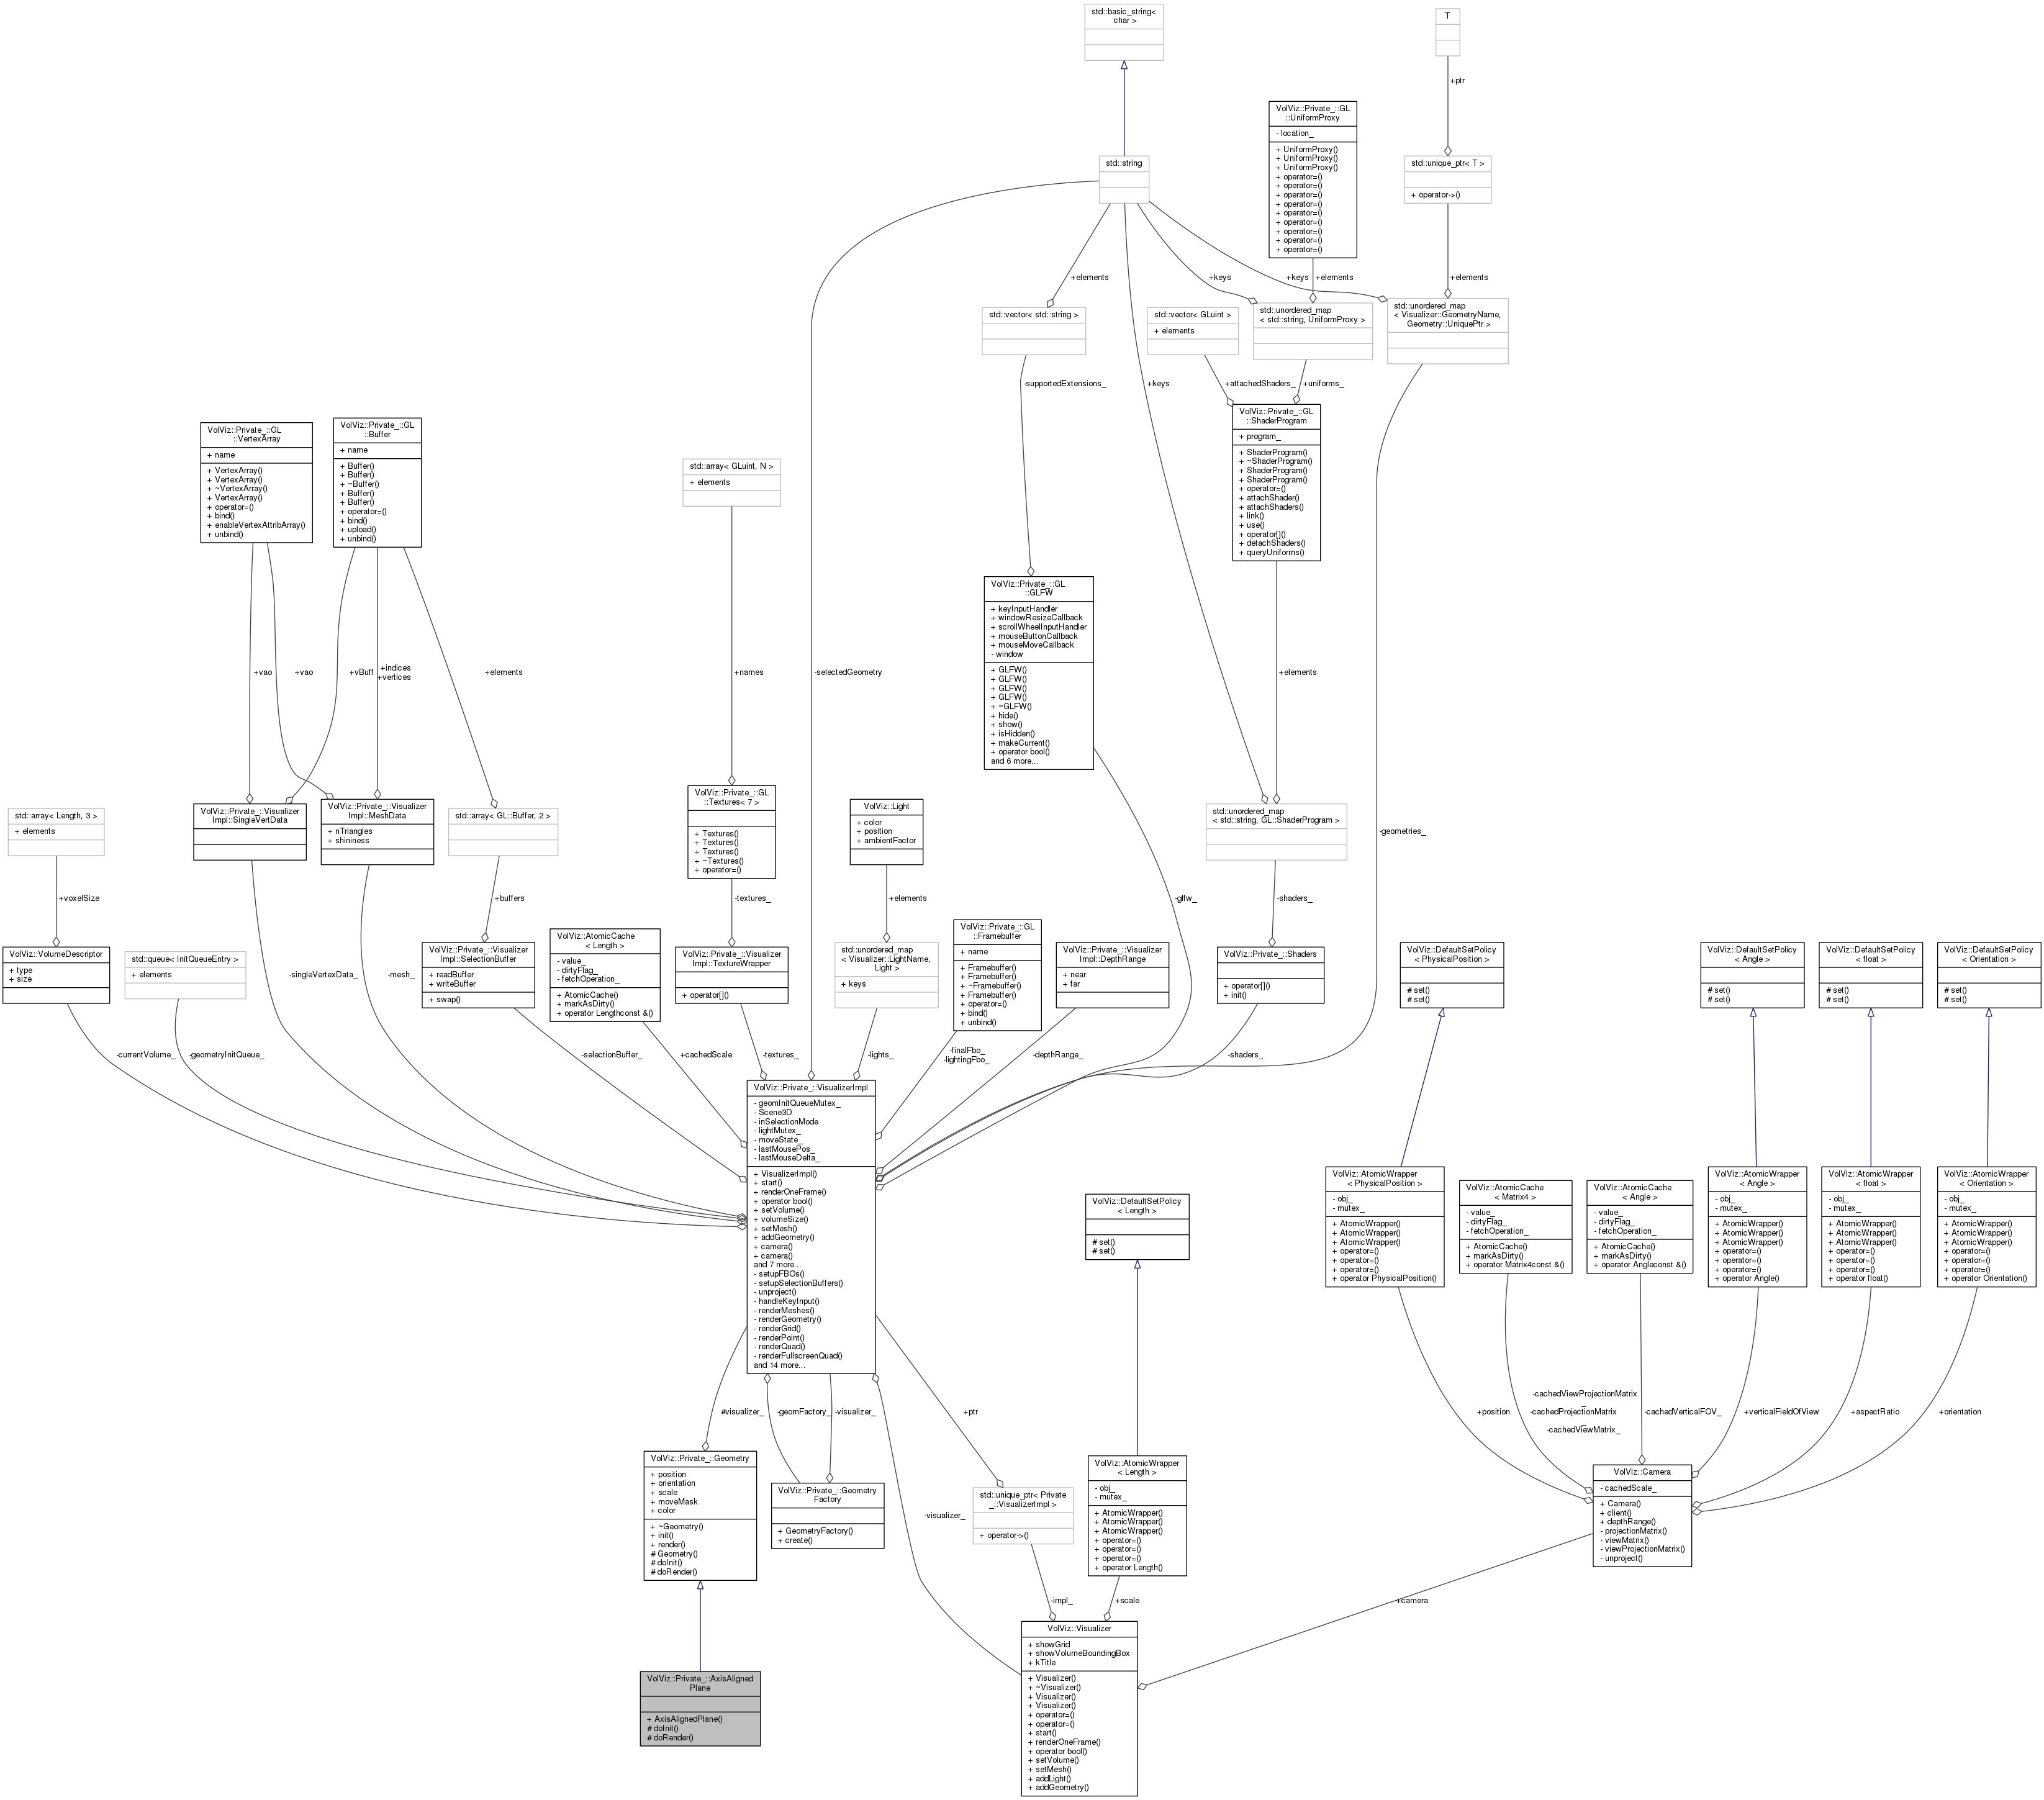 std::basic_string<
char >
T
+ptr
VolViz::Private_::GL
::UniformProxy
- location_
+ UniformProxy()
+ UniformProxy()
+ UniformProxy()
+ operator=()
+ operator=()
+ operator=()
+ operator=()
+ operator=()
+ operator=()
+ operator=()
+ operator=()
+ operator=()
std::string
std::unique_ptr< T >
+ operator->()
+elements
+keys
+elements
+keys
+elements
std::vector< std::string >
std::vector< GLuint >
+ elements
std::unordered_map
< std::string, UniformProxy >
std::unordered_map
< Visualizer::GeometryName,
Geometry::UniquePtr >
-supportedExtensions_
+keys
+attachedShaders_
+uniforms_
VolViz::Private_::GL
::ShaderProgram
+ program_
+ ShaderProgram()
+ ~ShaderProgram()
+ ShaderProgram()
+ ShaderProgram()
+ operator=()
+ attachShader()
+ attachShaders()
+ link()
+ use()
+ operator[]()
+ detachShaders()
+ queryUniforms()
VolViz::Private_::GL
::VertexArray
+ name
+ VertexArray()
+ VertexArray()
+ ~VertexArray()
+ VertexArray()
+ operator=()
+ bind()
+ enableVertexAttribArray()
+ unbind()
VolViz::Private_::GL
::Buffer
+ name
+ Buffer()
+ Buffer()
+ ~Buffer()
+ Buffer()
+ Buffer()
+ operator=()
+ bind()
+ upload()
+ unbind()
std::array< GLuint, N >
+ elements
VolViz::Private_::GL
::GLFW
+ keyInputHandler
+ windowResizeCallback
+ scrollWheelInputHandler
+ mouseButtonCallback
+ mouseMoveCallback
- window
+ GLFW()
+ GLFW()
+ GLFW()
+ GLFW()
+ ~GLFW()
+ hide()
+ show()
+ isHidden()
+ makeCurrent()
+ operator bool()
and 6 more...
+vao
+vao
+vBuff
+indices
+vertices
+elements
+names
-selectedGeometry
+elements
std::array< Length, 3 >
+ elements
VolViz::Private_::Visualizer
Impl::SingleVertData
VolViz::Private_::Visualizer
Impl::MeshData
+ nTriangles
+ shininess
std::array< GL::Buffer, 2 >
VolViz::Private_::GL
::Textures< 7 >
+ Textures()
+ Textures()
+ Textures()
+ ~Textures()
+ operator=()
VolViz::Light
+ color
+ position
+ ambientFactor
std::unordered_map
< std::string, GL::ShaderProgram >
-geometries_
+voxelSize
+buffers
-textures_
+elements
-glfw_
-shaders_
VolViz::VolumeDescriptor
+ type
+ size
std::queue< InitQueueEntry >
+ elements
-singleVertexData_
-mesh_
VolViz::Private_::Visualizer
Impl::SelectionBuffer
+ readBuffer
+ writeBuffer
+ swap()
VolViz::AtomicCache
< Length >
- value_
- dirtyFlag_
- fetchOperation_
+ AtomicCache()
+ markAsDirty()
+ operator Lengthconst &()
VolViz::Private_::Visualizer
Impl::TextureWrapper
+ operator[]()
std::unordered_map
< Visualizer::LightName,
Light >
+ keys
VolViz::Private_::GL
::Framebuffer
+ name
+ Framebuffer()
+ Framebuffer()
+ ~Framebuffer()
+ Framebuffer()
+ operator=()
+ bind()
+ unbind()
VolViz::Private_::Visualizer
Impl::DepthRange
+ near
+ far
VolViz::Private_::Shaders
+ operator[]()
+ init()
VolViz::DefaultSetPolicy
< PhysicalPosition >
# set()
# set()
VolViz::DefaultSetPolicy
< Angle >
# set()
# set()
VolViz::DefaultSetPolicy
< float >
# set()
# set()
VolViz::DefaultSetPolicy
< Orientation >
# set()
# set()
-currentVolume_
-geometryInitQueue_
-selectionBuffer_
+cachedScale
-textures_
-lights_
-finalFbo_
-lightingFbo_
-depthRange_
-shaders_
VolViz::Private_::VisualizerImpl
- geomInitQueueMutex_
- Scene3D
- inSelectionMode
- lightMutex_
- moveState_
- lastMousePos_
- lastMouseDelta_
+ VisualizerImpl()
+ start()
+ renderOneFrame()
+ operator bool()
+ setVolume()
+ volumeSize()
+ setMesh()
+ addGeometry()
+ camera()
+ camera()
and 7 more...
- setupFBOs()
- setupSelectionBuffers()
- unproject()
- handleKeyInput()
- renderMeshes()
- renderGeometry()
- renderGrid()
- renderPoint()
- renderQuad()
- renderFullscreenQuad()
and 14 more...
VolViz::DefaultSetPolicy
< Length >
# set()
# set()
VolViz::AtomicWrapper
< PhysicalPosition >
- obj_
- mutex_
+ AtomicWrapper()
+ AtomicWrapper()
+ AtomicWrapper()
+ operator=()
+ operator=()
+ operator=()
+ operator PhysicalPosition()
VolViz::AtomicCache
< Matrix4 >
- value_
- dirtyFlag_
- fetchOperation_
+ AtomicCache()
+ markAsDirty()
+ operator Matrix4const &()
VolViz::AtomicCache
< Angle >
- value_
- dirtyFlag_
- fetchOperation_
+ AtomicCache()
+ markAsDirty()
+ operator Angleconst &()
VolViz::AtomicWrapper
< Angle >
- obj_
- mutex_
+ AtomicWrapper()
+ AtomicWrapper()
+ AtomicWrapper()
+ operator=()
+ operator=()
+ operator=()
+ operator Angle()
VolViz::AtomicWrapper
< float >
- obj_
- mutex_
+ AtomicWrapper()
+ AtomicWrapper()
+ AtomicWrapper()
+ operator=()
+ operator=()
+ operator=()
+ operator float()
VolViz::AtomicWrapper
< Orientation >
- obj_
- mutex_
+ AtomicWrapper()
+ AtomicWrapper()
+ AtomicWrapper()
+ operator=()
+ operator=()
+ operator=()
+ operator Orientation()
#visualizer_
-geomFactory_
-visualizer_
+ptr
+position
-cachedViewProjectionMatrix
_
-cachedProjectionMatrix
_
-cachedViewMatrix_
-cachedVerticalFOV_
+verticalFieldOfView
+aspectRatio
+orientation
VolViz::Private_::Geometry
+ position
+ orientation
+ scale
+ moveMask
+ color
+ ~Geometry()
+ init()
+ render()
# Geometry()
# doInit()
# doRender()
VolViz::Private_::Geometry
Factory
+ GeometryFactory()
+ create()
-visualizer_
std::unique_ptr< Private
_::VisualizerImpl >
+ operator->()
VolViz::AtomicWrapper
< Length >
- obj_
- mutex_
+ AtomicWrapper()
+ AtomicWrapper()
+ AtomicWrapper()
+ operator=()
+ operator=()
+ operator=()
+ operator Length()
VolViz::Camera
- cachedScale_
+ Camera()
+ client()
+ depthRange()
- projectionMatrix()
- viewMatrix()
- viewProjectionMatrix()
- unproject()
-impl_
+scale
+camera
VolViz::Private_::AxisAligned
Plane
+ AxisAlignedPlane()
# doInit()
# doRender()
VolViz::Visualizer
+ showGrid
+ showVolumeBoundingBox
+ kTitle
+ Visualizer()
+ ~Visualizer()
+ Visualizer()
+ Visualizer()
+ operator=()
+ operator=()
+ start()
+ renderOneFrame()
+ operator bool()
+ setVolume()
+ setMesh()
+ addLight()
+ addGeometry()